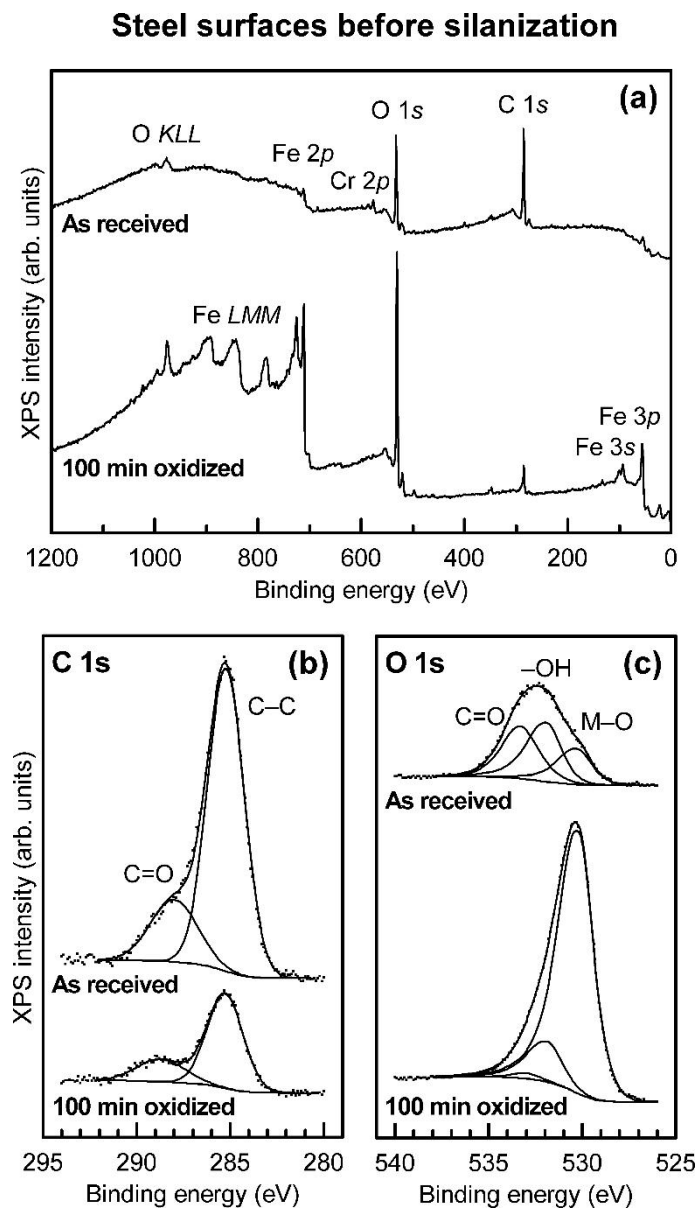 Steel surfaces before silanization
(a)
O 1s
C 1s
O KLL
Fe 2p
Cr 2p
As received
Fe LMM
Fe 3p
Fe 3s
100 min oxidized
XPS intensity (arb. units)
1200 1000 800 600 400 200 0
Binding energy (eV)
C 1s (b)
C–C
C=O
As received
100 min oxidized
XPS intensity (arb. units)
295 290 285 280
Binding energy (eV)
O 1s (c)
–OH
C=O
M–O
As received
100 min oxidized
540 535 530 525
Binding energy (eV)